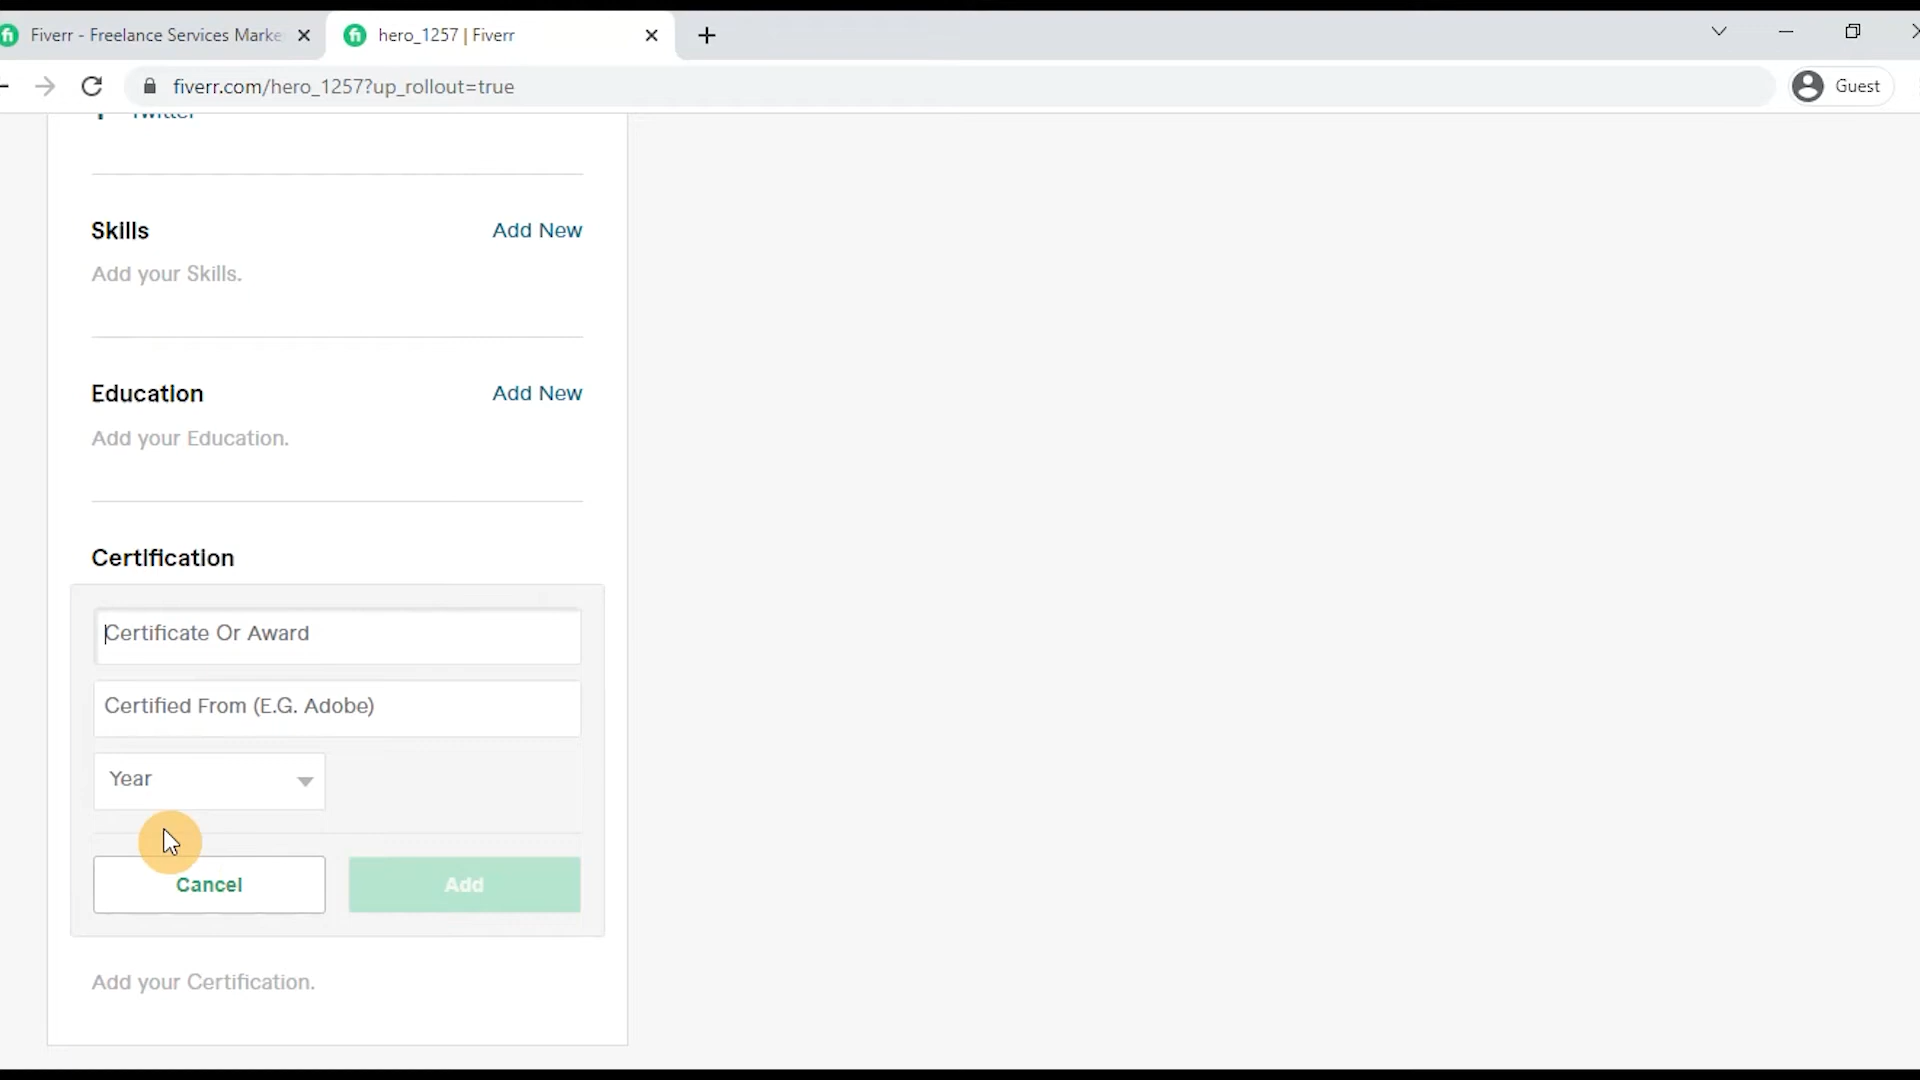 Fiverr - Freelance Services Marke
hero_1257 | Fiverr
fiverr.com/hero_1257?up_rollout=true
Guest
Twitter
Skills
Add New
Add your Skills.
Education
Add New
Add your Education.
Certification
Certificate Or Award
Certified From (E.G. Adobe)
Year
Cancel
Add
Add your Certification.